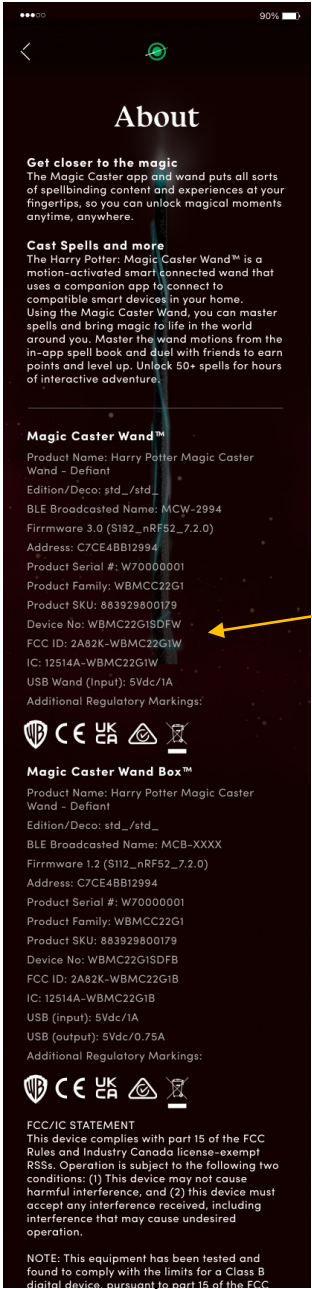 90%
About
Get closer to the magic
The Magic Caster app and wand puts all sorts
of spellbinding content and experiences at your
fingertips, so you can unlock magical moments
anytime, anywhere.
Cast Spells and more
The Harry Potter: Magic Caster Wand™ is a
motion-activated smart connected wand that
uses a companion app to connect to
compatible smart devices in your home.
Using the Magic Caster Wand, you can master
spells and bring magic to life in the world
around you. Master the wand motions from the
in-app spell book and duel with friends to earn
points and level up. Unlock 50+ spells for hours
of interactive adventure.
Magic Caster Wand™
Product Name: Harry Potter Magic Caster
Wand - Defiant
Edition/Deco: std_/std_
BLE Broadcasted Name: MCW-2994
Firrmware 3.0 (S132_nRF52_7.2.0)
Address: C7CE4BB12994
Product Serial #: W70000001
Product Family: WBMCC22G1
Product SKU: 883929800179
Device No: WBMC22G1SDFW
FCC ID: 2A82K-WBMC22G1W
IC: 12514A-WBMC22G1W
USB Wand (Input): 5Vdc/1A
Additional Regulatory Markings:
WB CE UK CA
Magic Caster Wand Box™
Product Name: Harry Potter Magic Caster
Wand - Defiant
Edition/Deco: std_/std_
BLE Broadcasted Name: MCB-XXXX
Firrmware 1.2 (S112_nRF52_7.2.0)
Address: C7CE4BB12994
Product Serial #: W70000001
Product Family: WBMCC22G1
Product SKU: 883929800179
Device No: WBMC22G1SDFB
FCC ID: 2A82K-WBMC22G1B
IC: 12514A-WBMC22G1B
USB (input): 5Vdc/1A
USB (output): 5Vdc/0.75A
Additional Regulatory Markings:
WB CE UK CA
FCC/IC STATEMENT
This device complies with part 15 of the FCC
Rules and Industry Canada license-exempt
RSSs. Operation is subject to the following two
conditions: (1) This device may not cause
harmful interference, and (2) this device must
accept any interference received, including
interference that may cause undesired
operation.
NOTE: This equipment has been tested and
found to comply with the limits for a Class B
digital device, pursuant to part 15 of the FCC